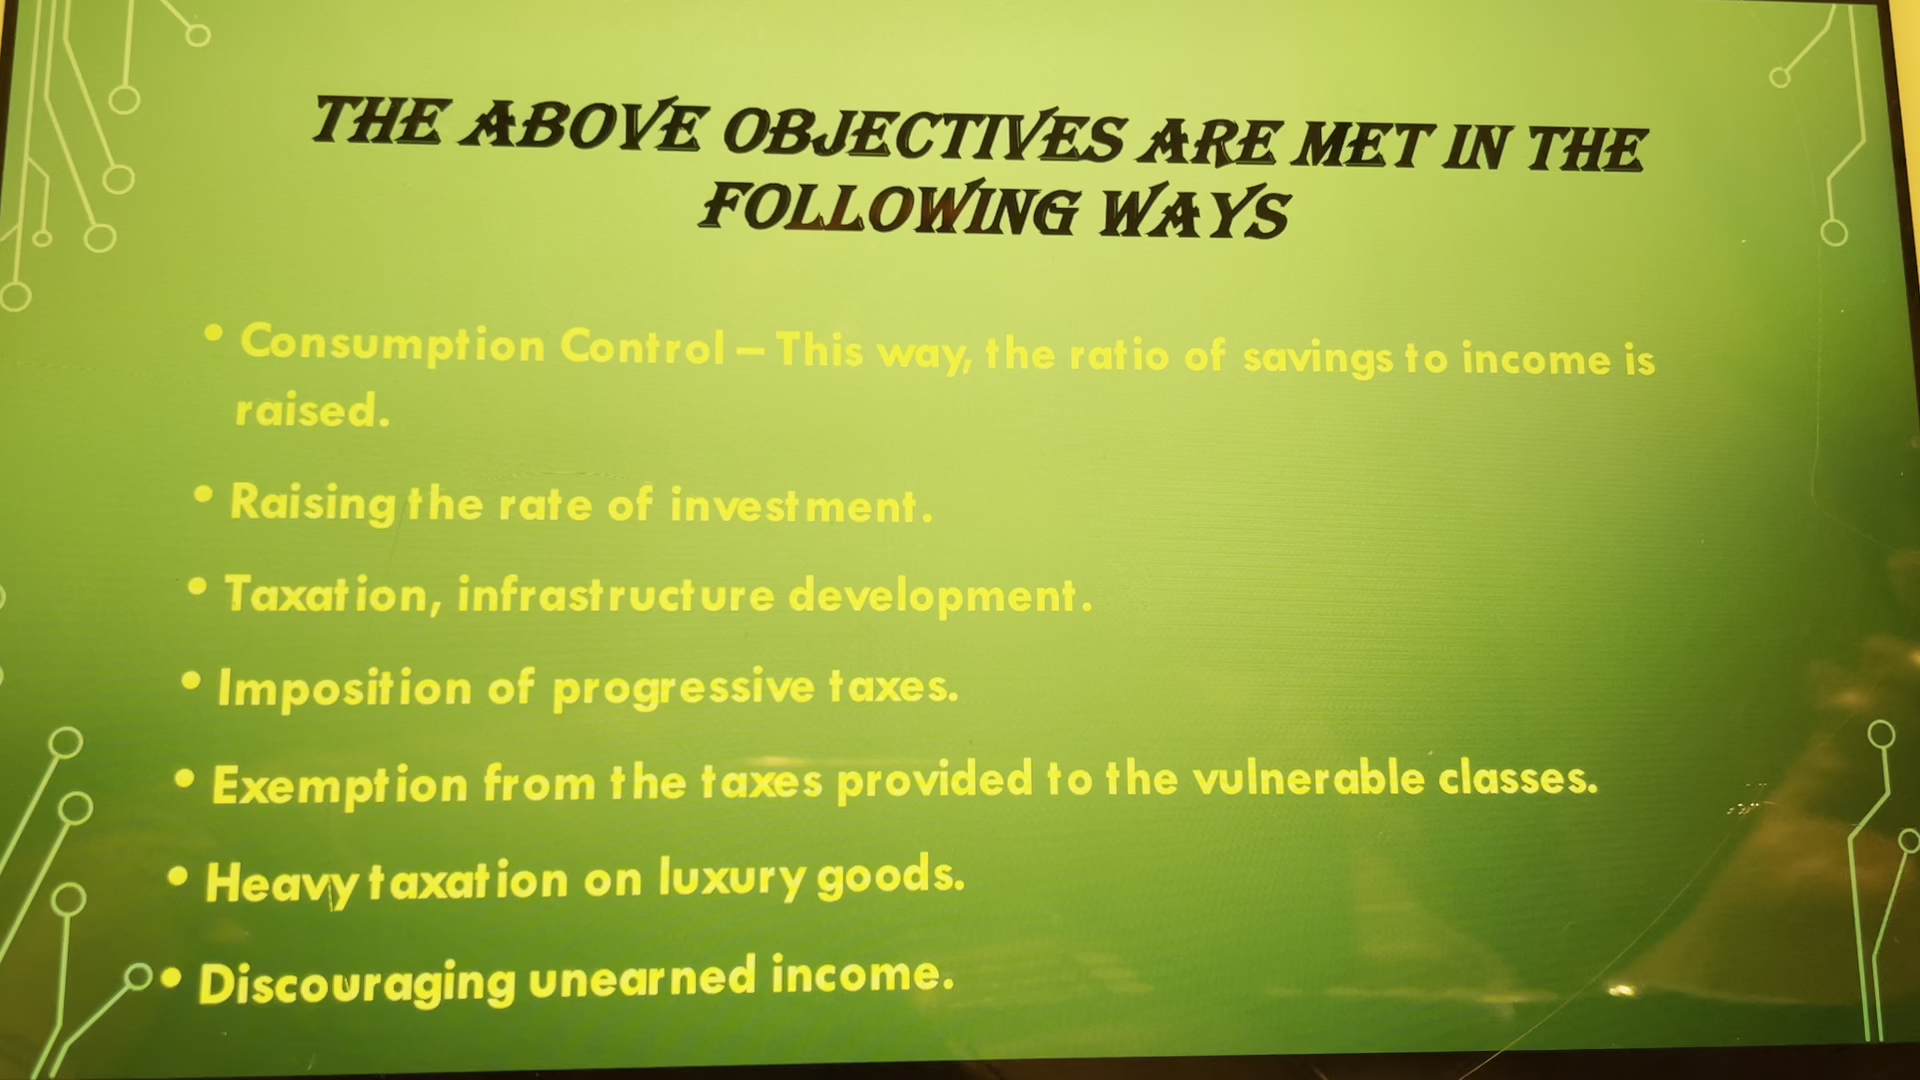 THE ABOVE OBJECTIVES ARE MET IN THE
FOLLOWING WAYS
• Consumption Control – This way, the ratio of savings to income is
raised.
• Raising the rate of investment.
• Taxation, infrastructure development.
• Imposition of progressive taxes.
• Exemption from the taxes provided to the vulnerable classes.
• Heavy taxation on luxury goods.
• Discouraging unearned income.